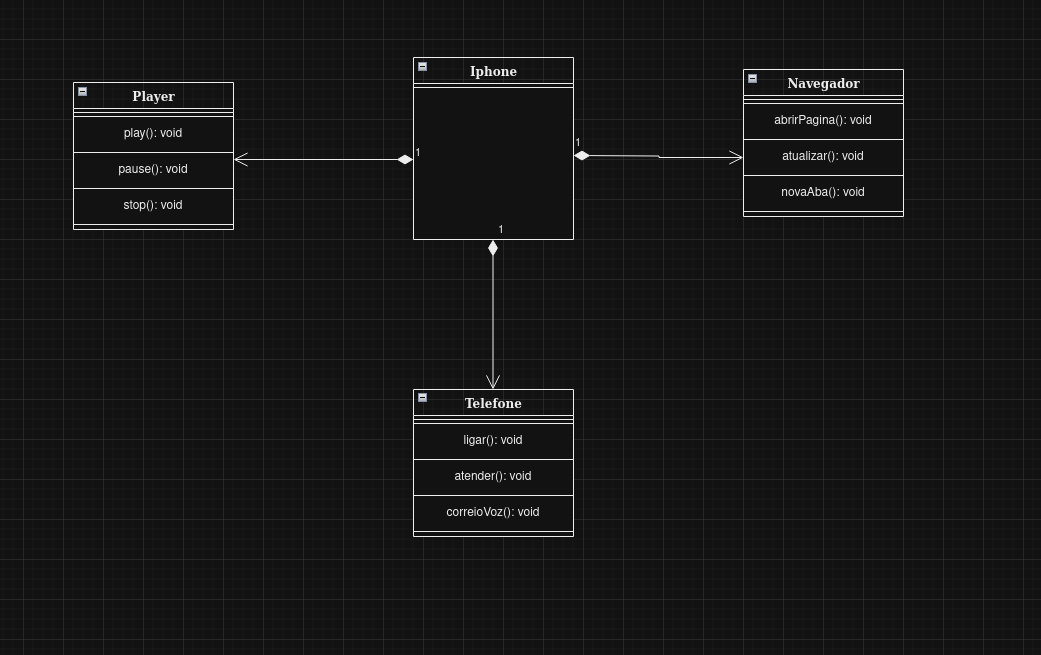 Player
play(): void
pause(): void
stop(): void
Iphone
1
1
1
Navegador
abrirPagina(): void
atualizar(): void
novaAba(): void
Telefone
ligar(): void
atender(): void
correioVoz(): void